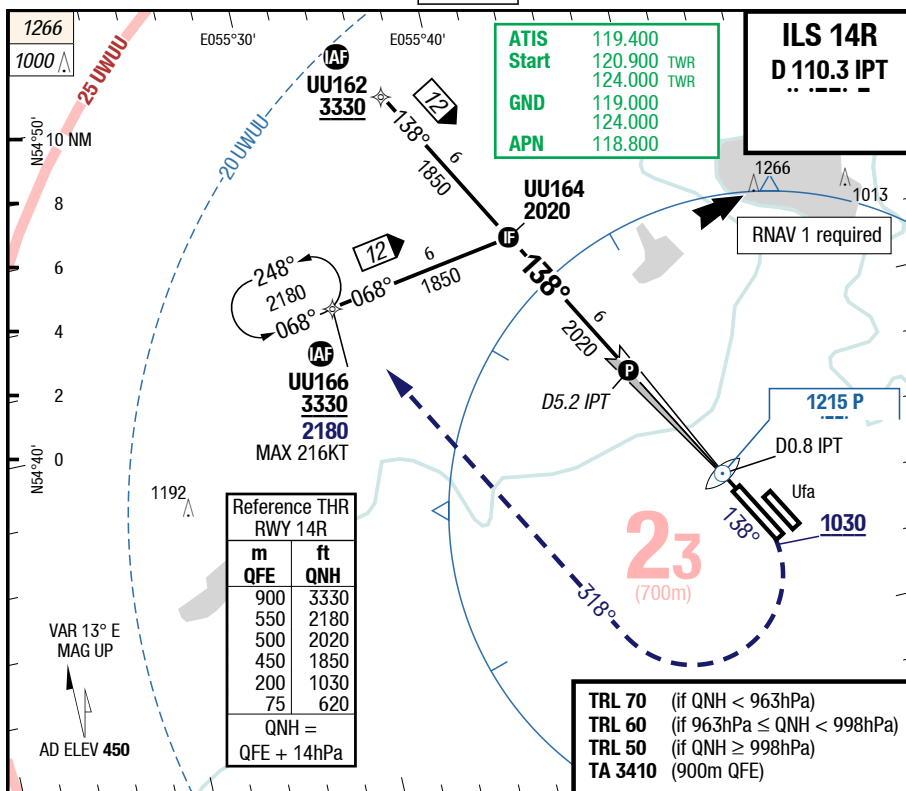 1266
1000
25 UWUU
20 UWUU
E055°30'
E055°40'
N54°50'
10 NM
8
6
4
2
0
N54°40'
IAF
UU162
3330
138°
12
6
1850
ATIS 119.400
Start 120.900 TWR
124.000 TWR
GND 119.000
124.000
APN 118.800
ILS 14R
D 110.3 IPT
1266
1013
RNAV 1 required
UU164
2020
IF
12
6
1850
068°
248°
2180
068°
IAF
UU166
3330
2180
MAX 216KT
138°
6
2020
P
D5.2 IPT
1215 P
D0.8 IPT
Ufa
138°
1030
318°
23
(700m)
1192
Reference THR
RWY 14R
m ft
QFE QNH
900 3330
550 2180
500 2020
450 1850
200 1030
75 620
QNH =
QFE + 14hPa
VAR 13° E
MAG UP
AD ELEV 450
TRL 70 (if QNH < 963hPa)
TRL 60 (if 963hPa ≤ QNH < 998hPa)
TRL 50 (if QNH ≥ 998hPa)
TA 3410 (900m QFE)